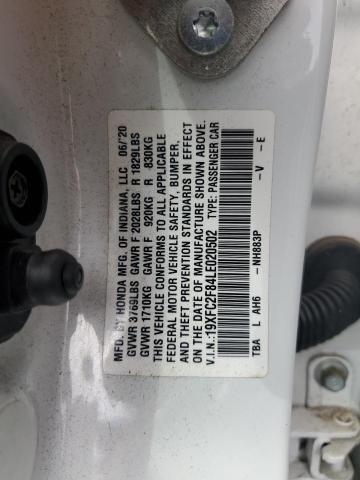 MFD. BY HONDA MFG. OF INDIANA, LLC 06/20
GVWR 3769LBS GAWR F 2028LBS R 1829LBS
GVWR 1710KG GAWR F 920KG R 830KG
THIS VEHICLE CONFORMS TO ALL APPLICABLE
FEDERAL MOTOR VEHICLE SAFETY, BUMPER,
AND THEFT PREVENTION STANDARDS IN EFFECT
ON THE DATE OF MANUFACTURE SHOWN ABOVE.
V.I.N.:19XFC2F64LE020502 TYPE: PASSENGER CAR
TBA L AH6 -NH883P -V -E